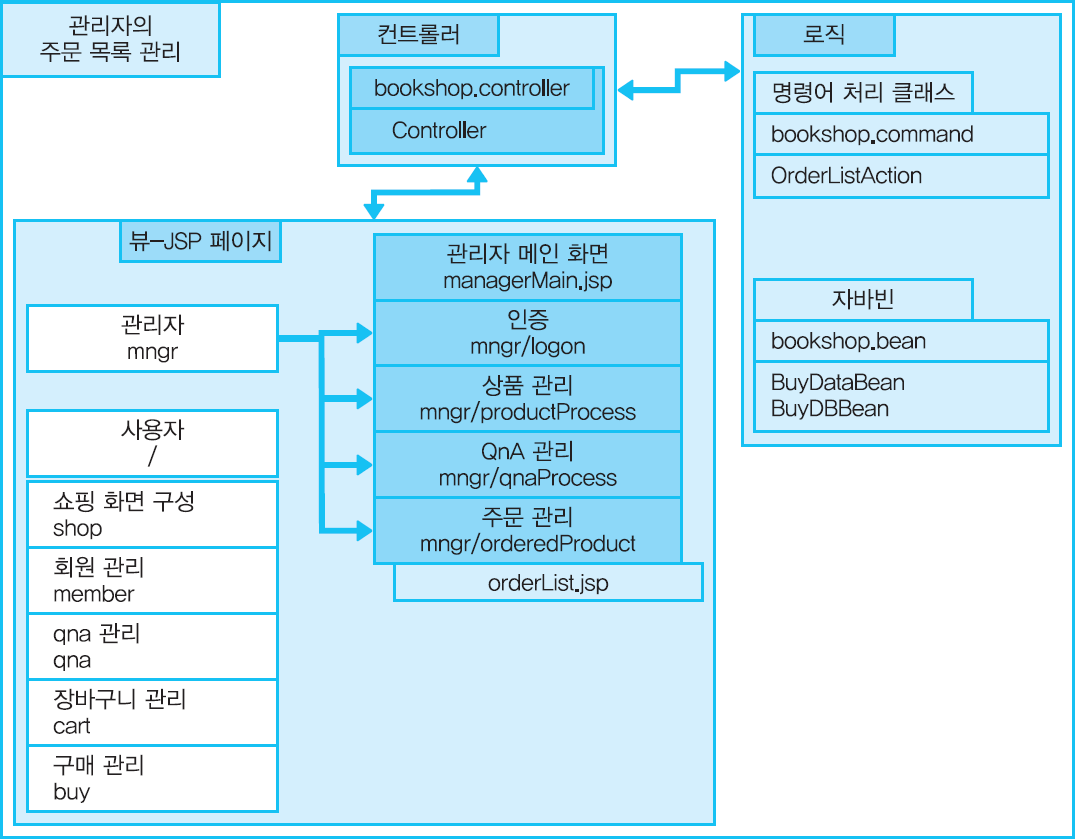 관리자의
주문 목록 관리
컨트롤러
bookshop.controller
Controller
로직
명령어 처리 클래스
bookshop.command
OrderListAction
자바빈
bookshop.bean
BuyDataBean
BuyDBBean
뷰-JSP 페이지
관리자
mngr
사용자
/
쇼핑 화면 구성
shop
회원 관리
member
qna 관리
qna
장바구니 관리
cart
구매 관리
buy
관리자 메인 화면
managerMain.jsp
인증
mngr/logon
상품 관리
mngr/productProcess
QnA 관리
mngr/qnaProcess
주문 관리
mngr/orderedProduct
orderList.jsp